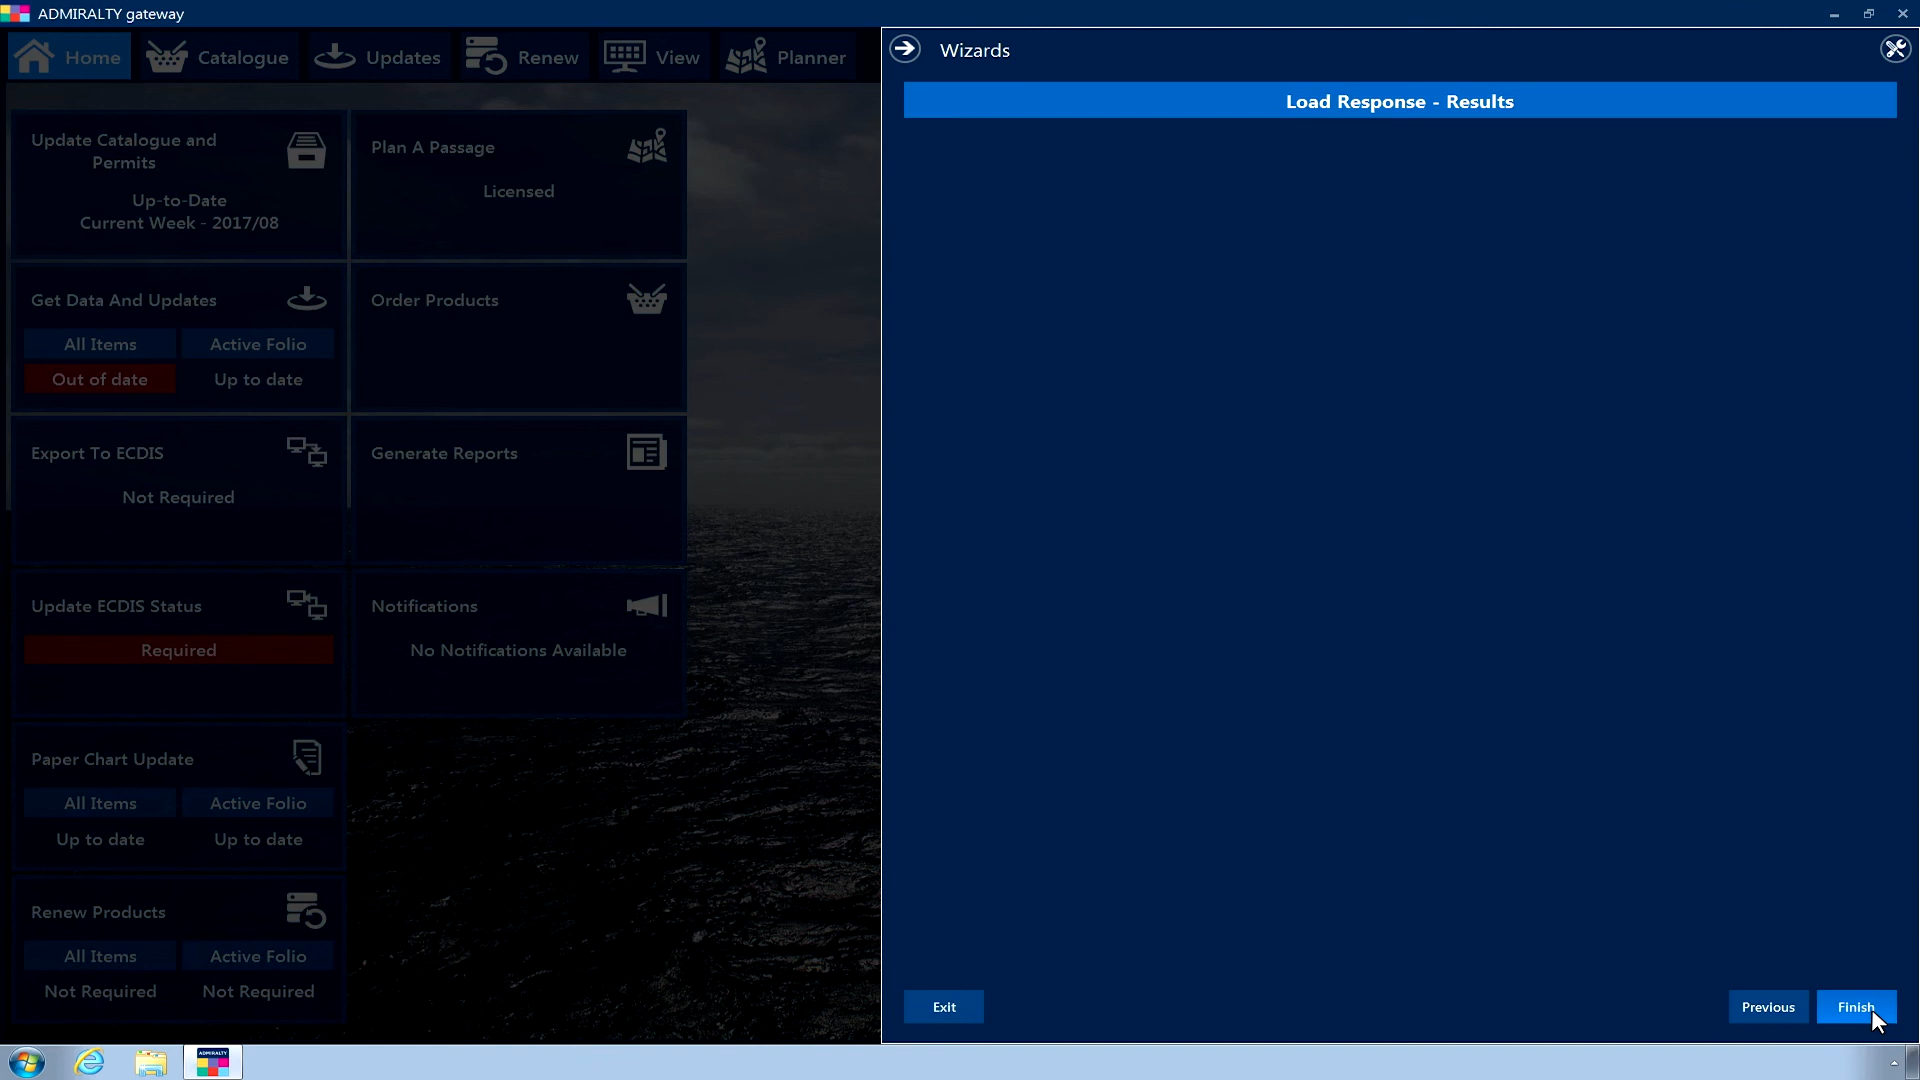 ADMIRALTY gateway
Home
Catalogue
Updates
Renew
View
Planner
Wizards
Load Response - Results
Update Catalogue and
Permits
Up-to-Date
Current Week - 2017/08
Plan A Passage
Licensed
Get Data And Updates
All Items
Active Folio
Out of date
Up to date
Order Products
Export To ECDIS
Not Required
Generate Reports
Update ECDIS Status
Required
Notifications
No Notifications Available
Paper Chart Update
All Items
Active Folio
Up to date
Up to date
Renew Products
All Items
Active Folio
Not Required
Not Required
Exit
Previous
Finish
ADMIRALTY